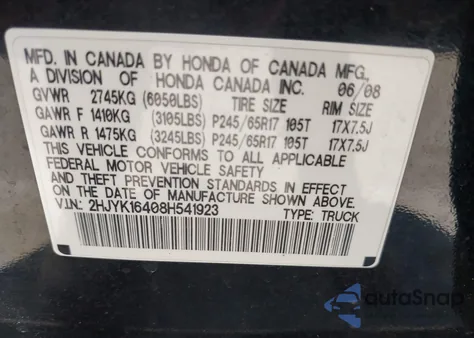 MFD. IN CANADA BY HONDA OF CANADA MFG.,
A DIVISION OF HONDA CANADA INC. 06/08
GVWR 2745KG (6050LBS) TIRE SIZE RIM SIZE
GAWR F 1410KG (3105LBS) P245/65R17 105T 17X7.5J
GAWR R 1475KG (3245LBS) P245/65R17 105T 17X7.5J
THIS VEHICLE CONFORMS TO ALL APPLICABLE
FEDERAL MOTOR VEHICLE SAFETY
AND THEFT PREVENTION STANDARDS IN EFFECT
ON THE DATE OF MANUFACTURE SHOWN ABOVE.
V.I.N.: 2HJYK16408H541923 TYPE: TRUCK
autoSnap